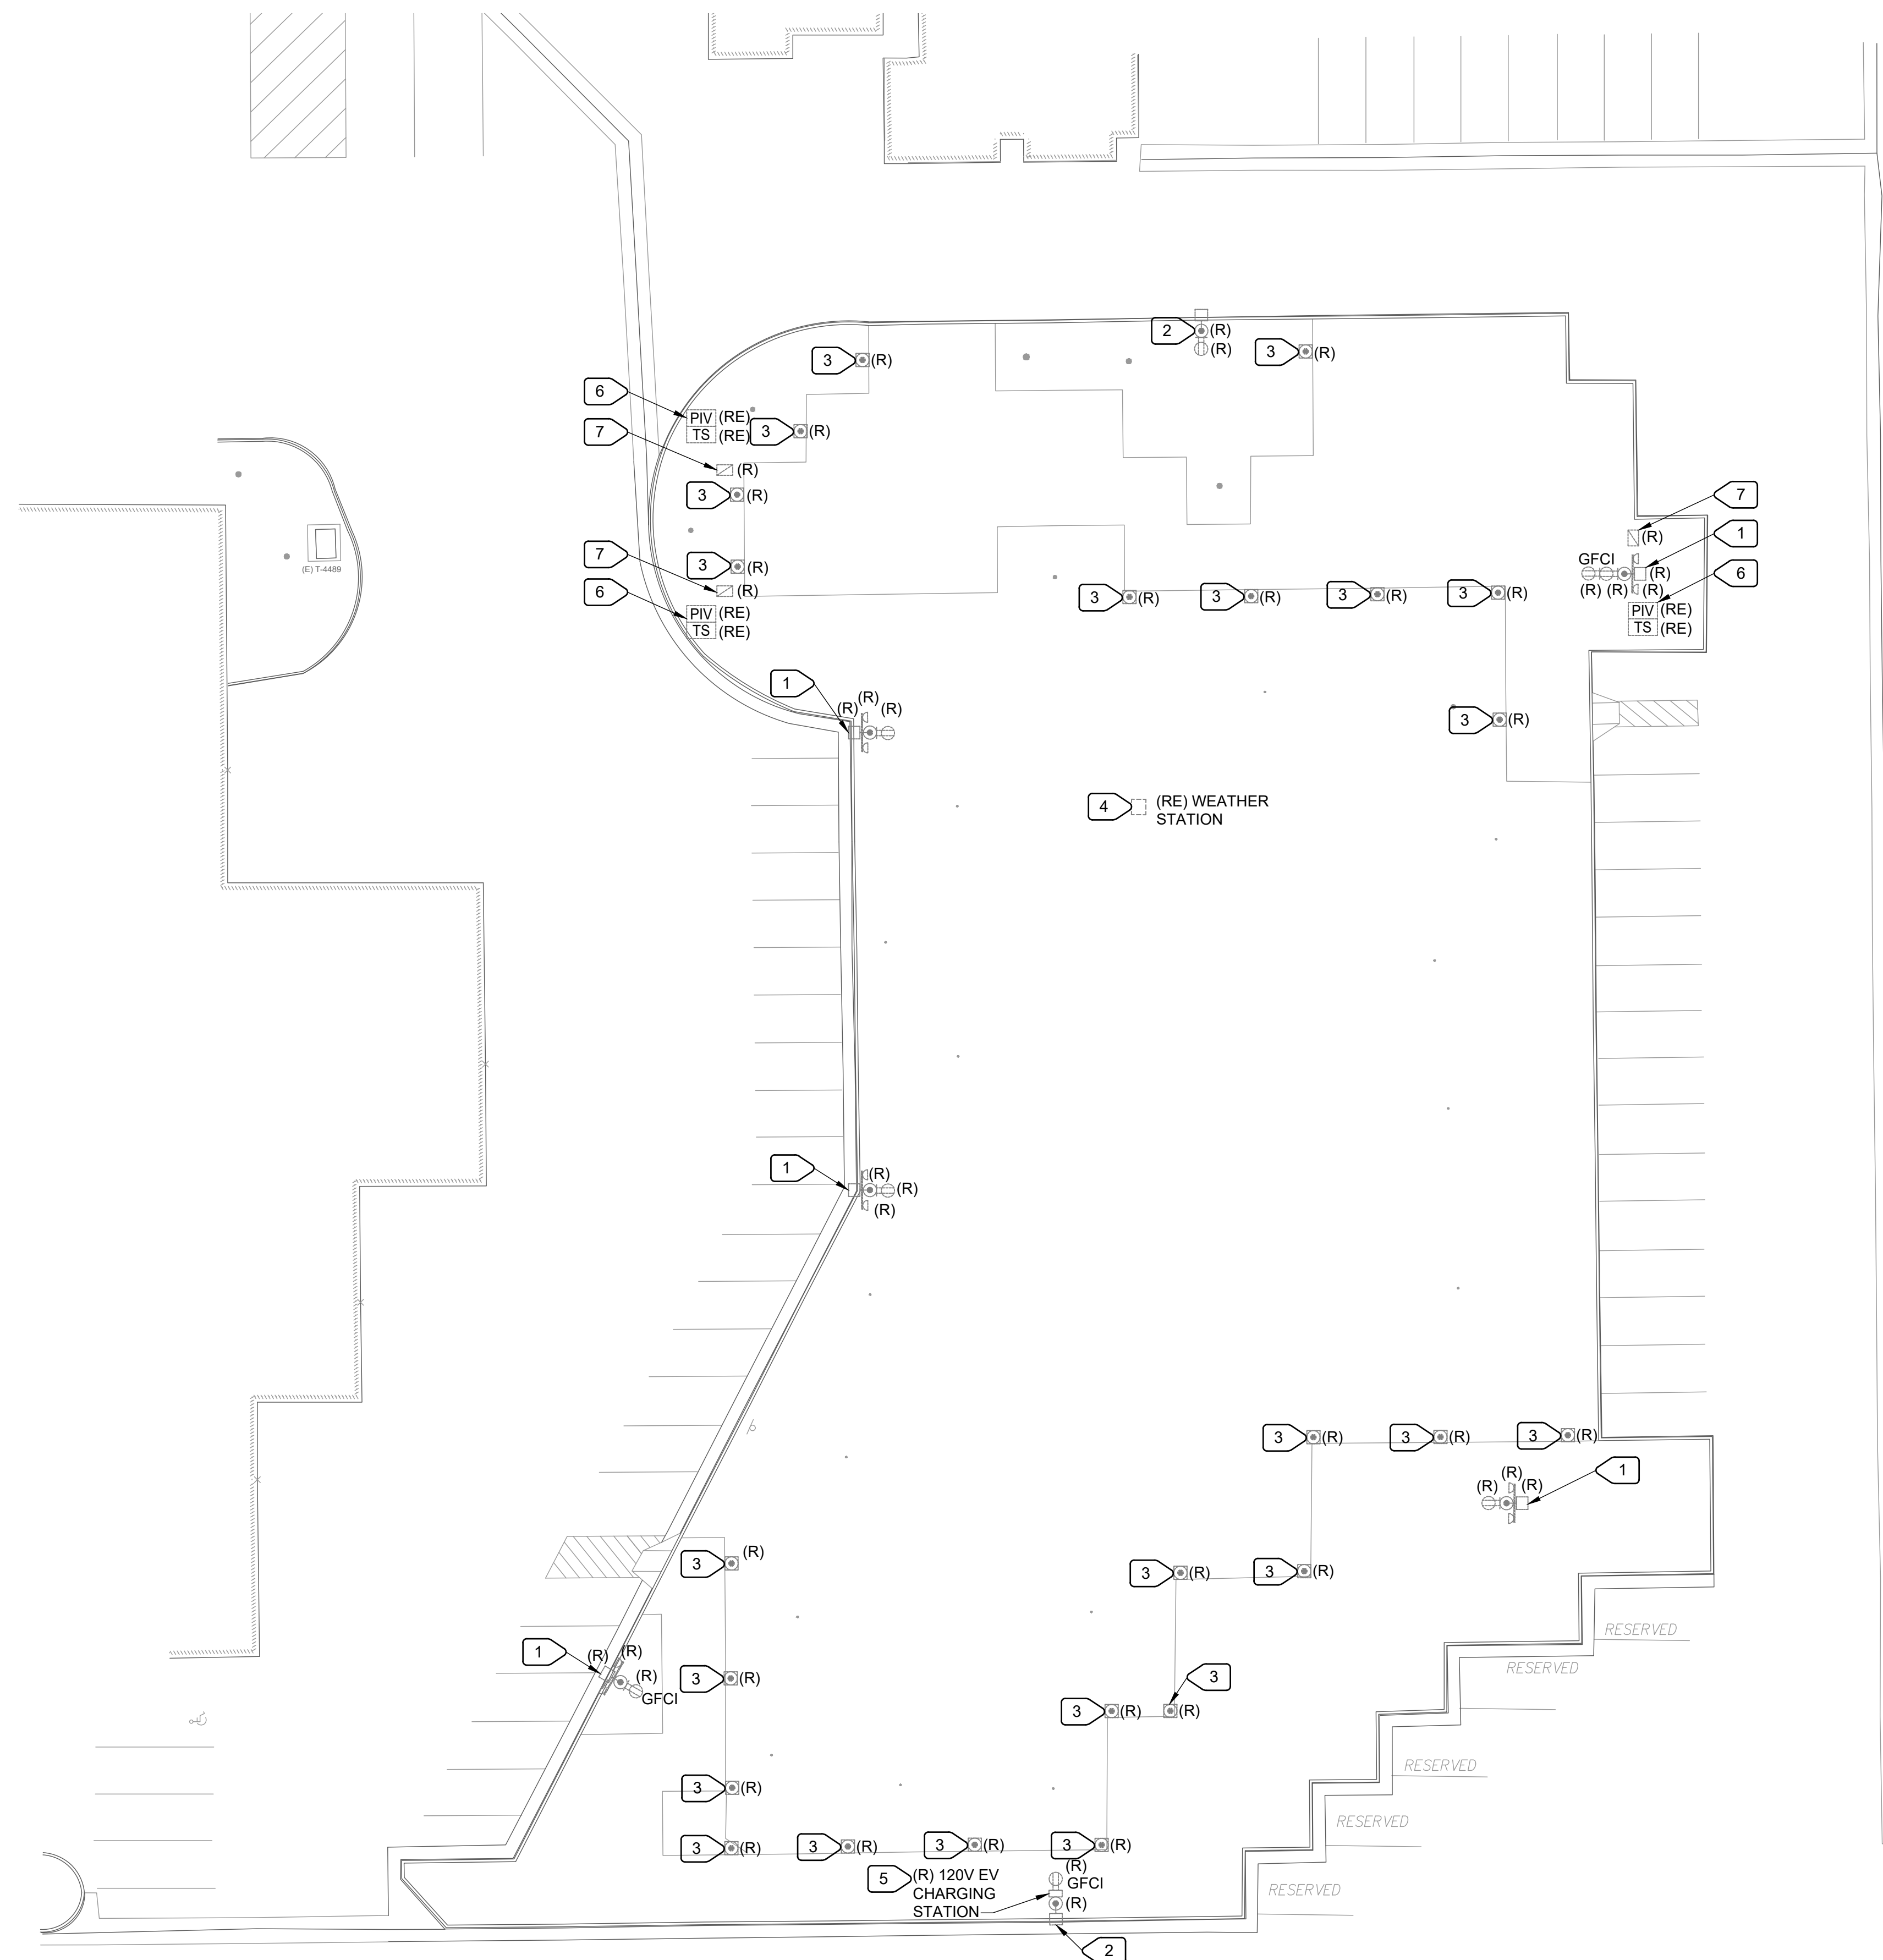 2
(R)
(R)
3
(R)
3
(R)
6
PIV (RE)
TS (RE)
7
3
(R)
(R)
3
(R)
7
(R)
1
GFCI
(R)
(R) (R) (R)
6
PIV (RE)
TS (RE)
(E) T-4489
7
3
(R)
(R)
6
PIV (RE)
TS (RE)
3
(R)
3
(R)
3
(R)
3
(R)
1
(R)
(R)
(R)
3
(R)
4
(RE) WEATHER
STATION
1
(R)
(R)
(R)
3
(R)
3
(R)
3
(R)
1
(R)
(R)
(R)
3
(R)
3
(R)
3
(R)
RESERVED
1
(R)
(R)
(R)
GFCI
3
(R)
RESERVED
3
3
(R)
(R)
RESERVED
3
(R)
RESERVED
3
(R)
3
(R)
3
(R)
3
(R)
5
(R) 120V EV
CHARGING
STATION
(R)
GFCI
(R)
RESERVED
2